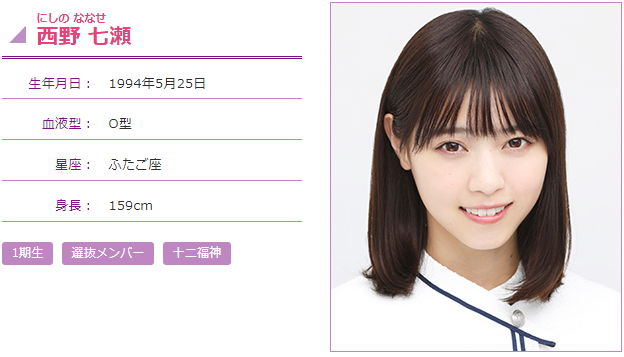 にしの ななせ
西野 七瀬
生年月日： 1994年5月25日
血液型： O型
星座： ふたご座
身長： 159cm
1期生 選抜メンバー 十二福神